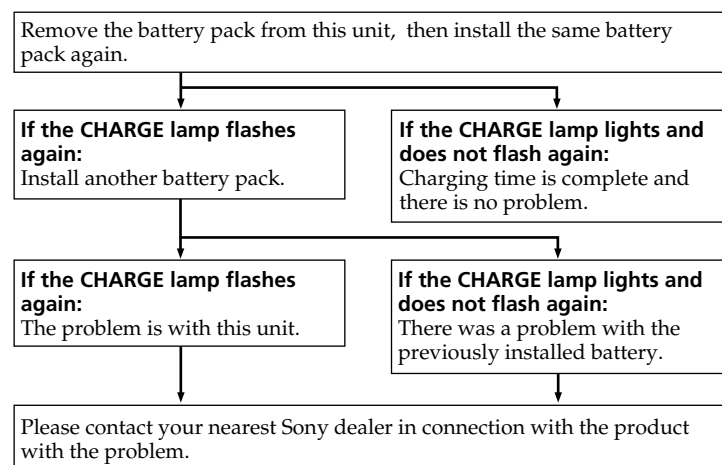 Remove the battery pack from this unit,  then install the same battery
pack again.
If the CHARGE lamp flashes
again:
Install another battery pack.
If the CHARGE lamp lights and
does not flash again:
Charging time is complete and
there is no problem.
If the CHARGE lamp flashes
again:
The problem is with this unit.
If the CHARGE lamp lights and
does not flash again:
There was a problem with the
previously installed battery.
Please contact your nearest Sony dealer in connection with the product
with the problem.